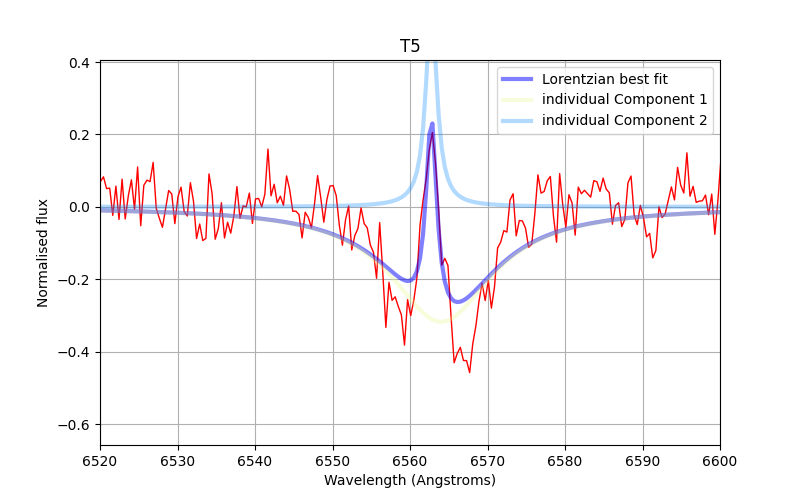 T5
Lorentzian best fit
individual Component 1
individual Component 2
0.4
0.2
0.0
−0.2
−0.4
−0.6
Normalised flux
6520 6530 6540 6550 6560 6570 6580 6590 6600
Wavelength (Angstroms)